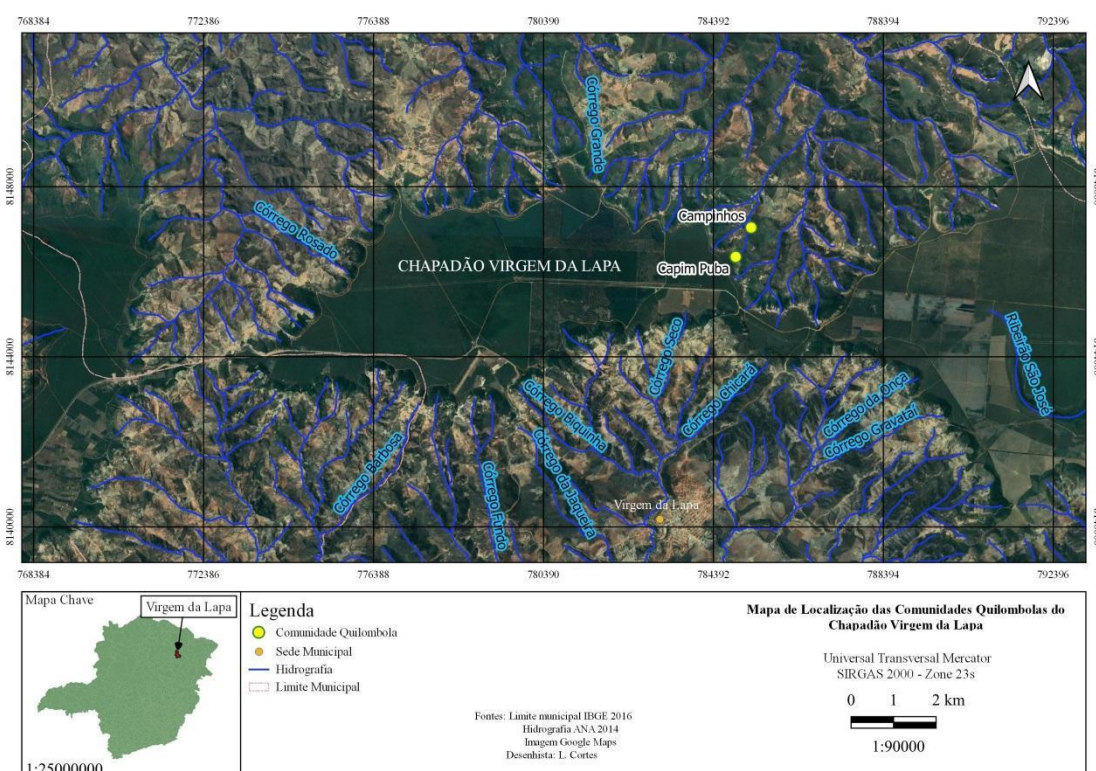 768384 772386 776388 780390 784392 788394 792396
Córrego Grande
8148000
8148000
Campinhos
Córrego Rosado
CHAPADÃO VIRGEM DA LAPA
Capim Puba
8144000
8144000
Córrego Seco
Ribeirão São José
Córrego Chicará
Córrego Biquinha
Córrego da Onça
Córrego Gravataí
Córrego Barbosa
Córrego da Jaqueira
Córrego Fundo
Virgem da Lapa
8140000
8140000
768384 772386 776388 780390 784392 788394 792396
Mapa Chave
Virgem da Lapa
1:25000000
Legenda
Comunidade Quilombola
Sede Municipal
Hidrografia
Limite Municipal
Fontes: Limite municipal IBGE 2016
Hidrografia ANA 2014
Imagem Google Maps
Desenhista: L. Cortes
Mapa de Localização das Comunidades Quilombolas do
Chapadão Virgem da Lapa
Universal Transversal Mercator
SIRGAS 2000 - Zone 23s
0 1 2 km
1:90000